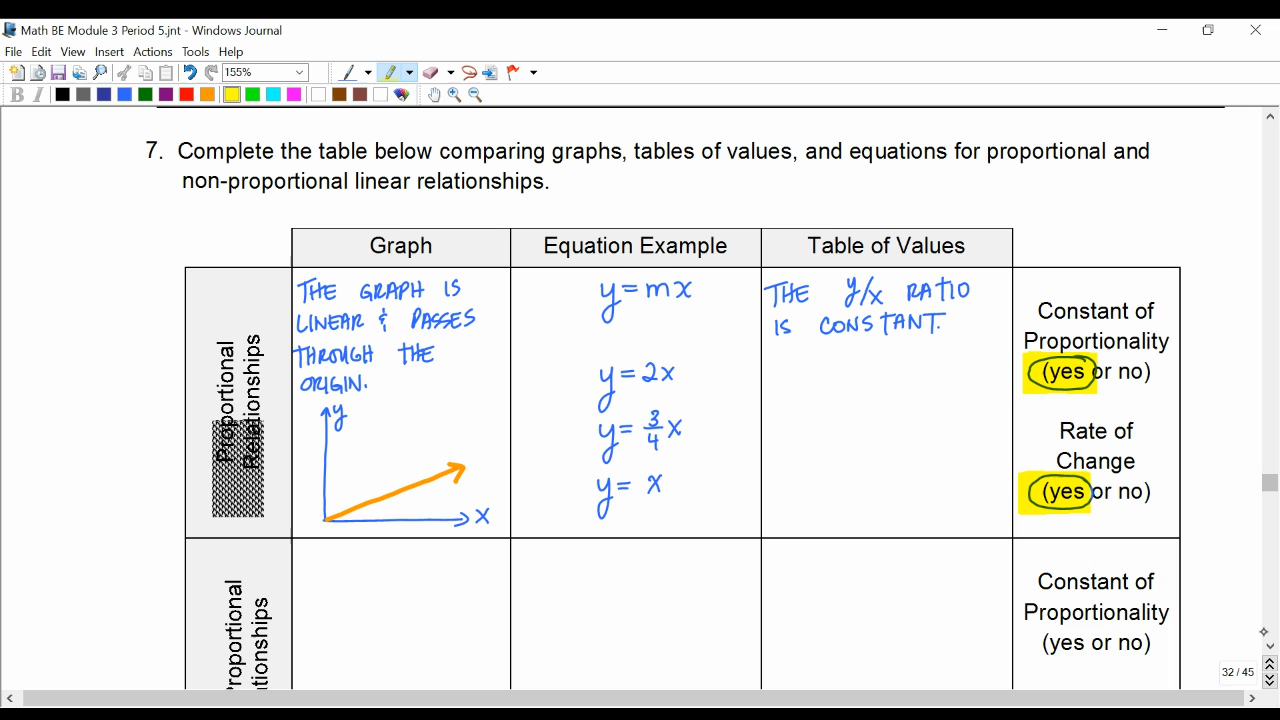 Math BE Module 3 Period 5.jnt - Windows Journal
File Edit View Insert Actions Tools Help
155%
B I
7. Complete the table below comparing graphs, tables of values, and equations for proportional and
non-proportional linear relationships.
Graph
Equation Example
Table of Values
Proportional
Relationships
THE GRAPH IS
LINEAR & PASSES
THROUGH THE
ORIGIN.
y
x
y = mx
y = 2x
y = 3/4 x
y = x
THE y/x RATIO
IS CONSTANT.
Constant of
Proportionality
(yes or no)
Rate of
Change
(yes or no)
Proportional
ationships
Constant of
Proportionality
(yes or no)
32 / 45